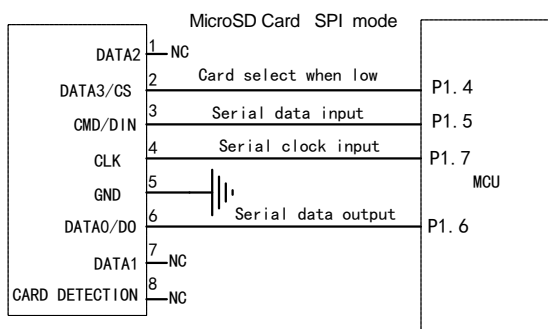 MicroSD Card SPI mode
DATA2 1 NC
DATA3/CS 2 Card select when low P1.4
CMD/DIN 3 Serial data input P1.5
CLK 4 Serial clock input P1.7
MCU
GND 5
DATA0/DO 6 Serial data output P1.6
DATA1 7 NC
CARD DETECTION 8 NC